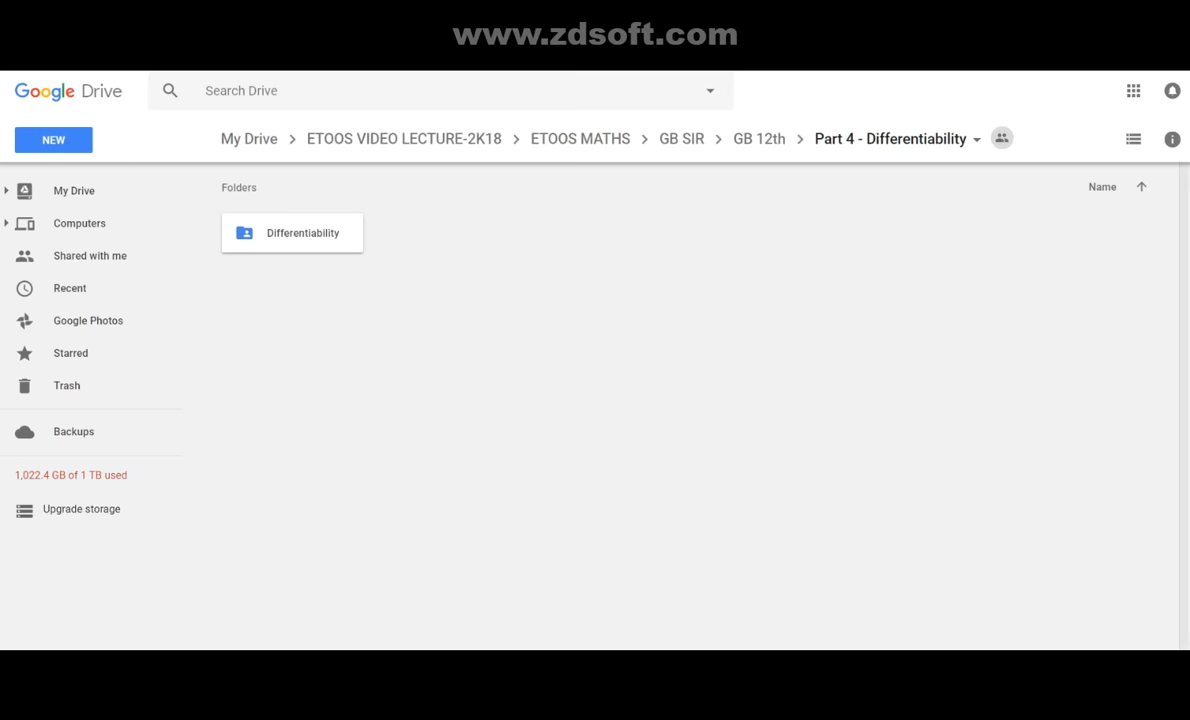 www.zdsoft.com
Google Drive
Search Drive
NEW
My Drive > ETOOS VIDEO LECTURE-2K18 > ETOOS MATHS > GB SIR > GB 12th > Part 4 - Differentiability
My Drive
Computers
Shared with me
Recent
Google Photos
Starred
Trash
Backups
1,022.4 GB of 1 TB used
Upgrade storage
Folders
Name
Differentiability